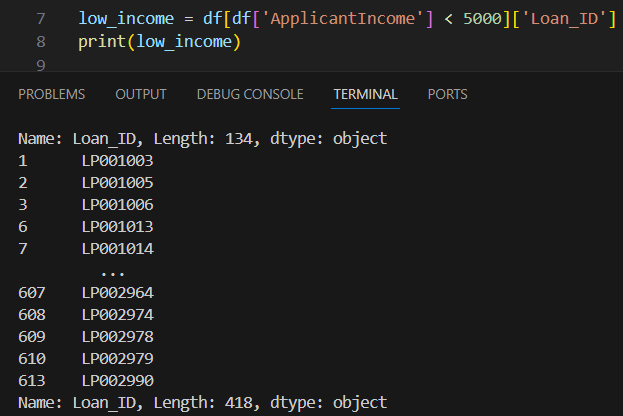 7 low_income = df[df['ApplicantIncome'] < 5000]['Loan_ID']
8 print(low_income)
9
PROBLEMS OUTPUT DEBUG CONSOLE TERMINAL PORTS
Name: Loan_ID, Length: 134, dtype: object
1 LP001003
2 LP001005
3 LP001006
6 LP001013
7 LP001014
...
607 LP002964
608 LP002974
609 LP002978
610 LP002979
613 LP002990
Name: Loan_ID, Length: 418, dtype: object